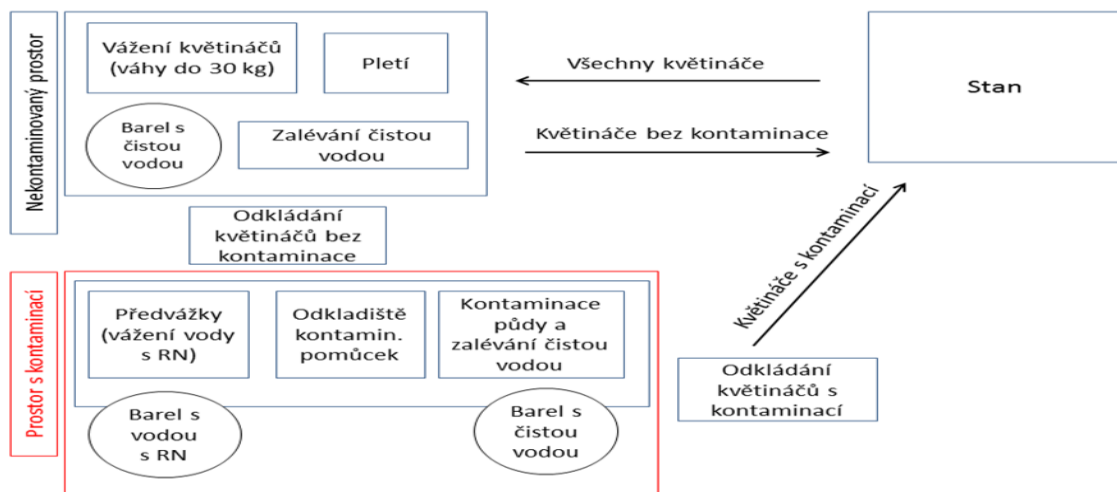 Nekontaminovaný prostor
Vážení květináčů
(váhy do 30 kg)
Pletí
Barel s
čistou
vodou
Zalévání čistou
vodou
Všechny květináče
Květináče bez kontaminace
Stan
Odkládání
květináčů bez
kontaminace
Květináče s kontaminací
Prostor s kontaminací
Předvážky
(vážení vody
s RN)
Odkladiště
kontamin.
pomůcek
Kontaminace
půdy a
zalévání čistou
vodou
Barel s
vodou
s RN
Barel s
čistou
vodou
Odkládání
květináčů s
kontaminací